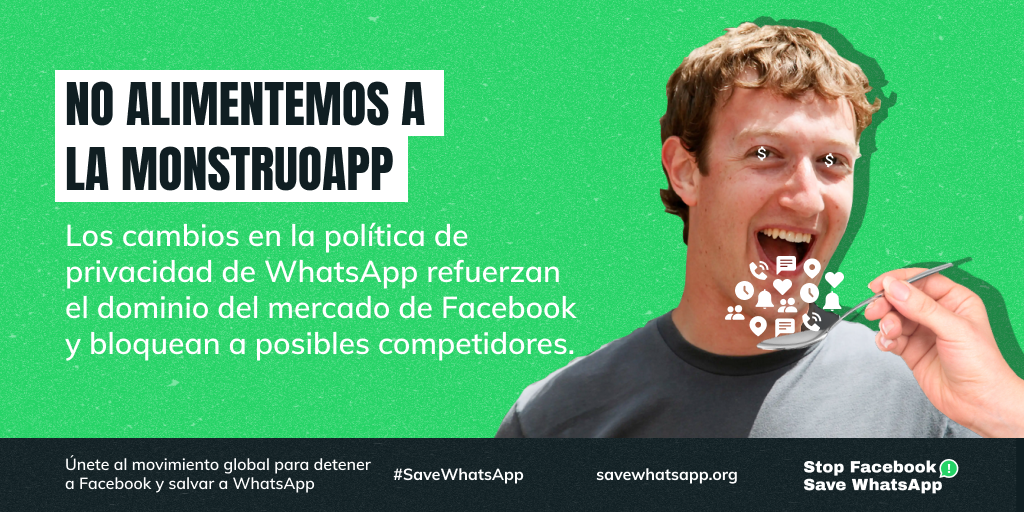 NO ALIMENTEMOS A
LA MONSTRUOAPP
Los cambios en la política de
privacidad de WhatsApp refuerzan
el dominio del mercado de Facebook
y bloquean a posibles competidores.
$ $
Únete al movimiento global para detener
a Facebook y salvar a WhatsApp
#SaveWhatsApp
savewhatsapp.org
Stop Facebook
Save WhatsApp